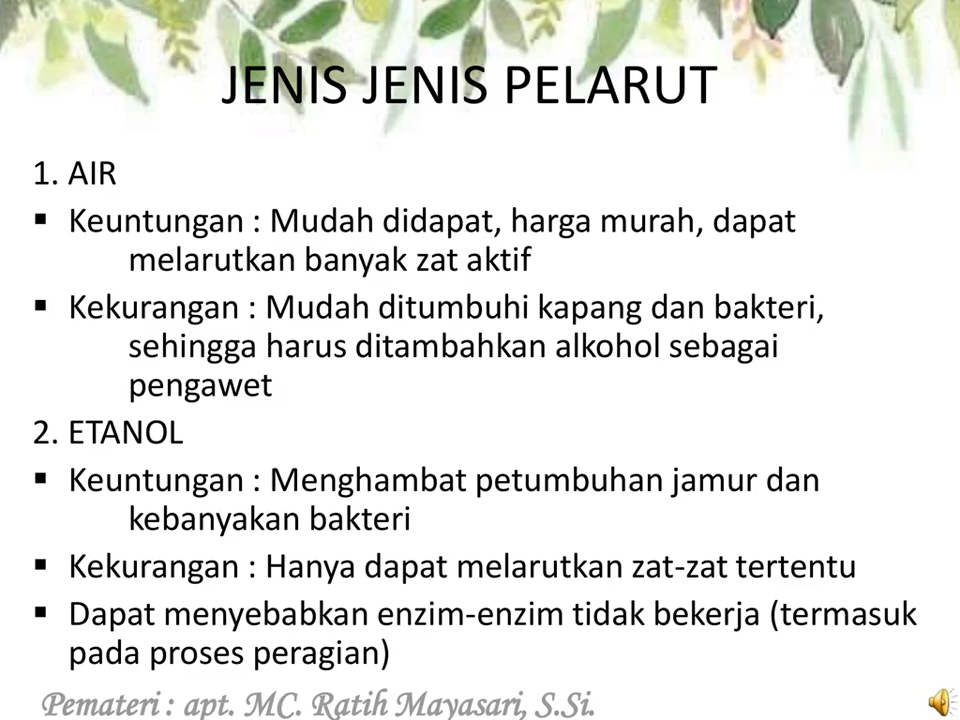 JENIS JENIS PELARUT
1. AIR
▪ Keuntungan : Mudah didapat, harga murah, dapat
melarutkan banyak zat aktif
▪ Kekurangan : Mudah ditumbuhi kapang dan bakteri,
sehingga harus ditambahkan alkohol sebagai
pengawet
2. ETANOL
▪ Keuntungan : Menghambat petumbuhan jamur dan
kebanyakan bakteri
▪ Kekurangan : Hanya dapat melarutkan zat-zat tertentu
▪ Dapat menyebabkan enzim-enzim tidak bekerja (termasuk
pada proses peragian)
Pemateri : apt. MC. Ratih Mayasari, S.Si.